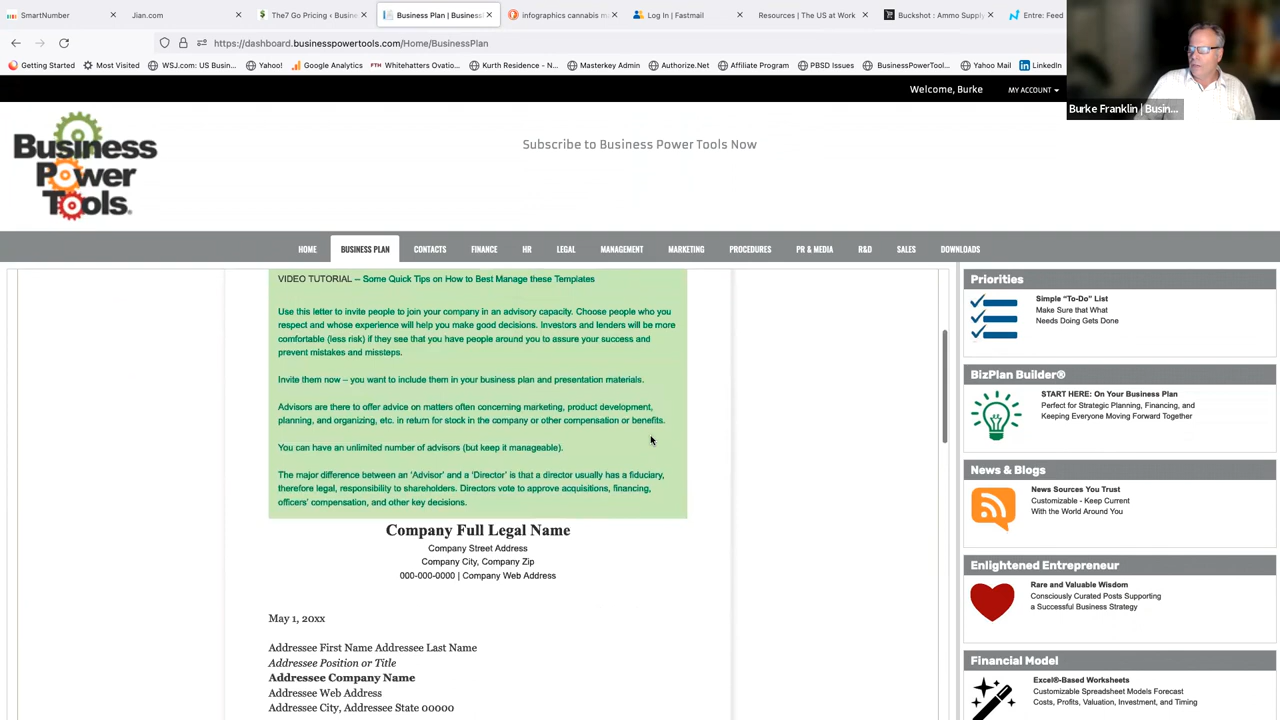 SmartNumber
Jian.com
The7 Go Pricing ‹ Busine
Business Plan | Business
infographics cannabis m
Log In | Fastmail
Resources | The US at Work
Buckshot : Ammo Supply
Entre: Feed
https://dashboard.businesspowertools.com/Home/BusinessPlan
Getting Started
Most Visited
WSJ.com: US Busin...
Yahoo!
Google Analytics
FTH Whitehatters Ovatio...
Kurth Residence - N...
Masterkey Admin
Authorize.Net
Affiliate Program
PBSD Issues
BusinessPowerTool...
Yahoo Mail
LinkedIn
Burke Franklin | Busin...
Welcome, Burke
MY ACCOUNT
Business
Power
Tools
Subscribe to Business Power Tools Now
HOME
BUSINESS PLAN
CONTACTS
FINANCE
HR
LEGAL
MANAGEMENT
MARKETING
PROCEDURES
PR & MEDIA
R&D
SALES
DOWNLOADS
VIDEO TUTORIAL – Some Quick Tips on How to Best Manage these Templates
Use this letter to invite people to join your company in an advisory capacity. Choose people who you
respect and whose experience will help you make good decisions. Investors and lenders will be more
comfortable (less risk) if they see that you have people around you to assure your success and
prevent mistakes and missteps.
Invite them now – you want to include them in your business plan and presentation materials.
Advisors are there to offer advice on matters often concerning marketing, product development,
planning, and organizing, etc. in return for stock in the company or other compensation or benefits.
You can have an unlimited number of advisors (but keep it manageable).
The major difference between an ‘Advisor’ and a ‘Director’ is that a director usually has a fiduciary,
therefore legal, responsibility to shareholders. Directors vote to approve acquisitions, financing,
officers’ compensation, and other key decisions.
Company Full Legal Name
Company Street Address
Company City, Company Zip
000-000-0000 | Company Web Address
May 1, 20xx
Addressee First Name Addressee Last Name
Addressee Position or Title
Addressee Company Name
Addressee Web Address
Addressee City, Addressee State 00000
Priorities
Simple “To-Do” List
Make Sure that What
Needs Doing Gets Done
BizPlan Builder®
START HERE: On Your Business Plan
Perfect for Strategic Planning, Financing, and
Keeping Everyone Moving Forward Together
News & Blogs
News Sources You Trust
Customizable - Keep Current
With the World Around You
Enlightened Entrepreneur
Rare and Valuable Wisdom
Consciously Curated Posts Supporting
a Successful Business Strategy
Financial Model
Excel®-Based Worksheets
Customizable Spreadsheet Models Forecast
Costs, Profits, Valuation, Investment, and Timing